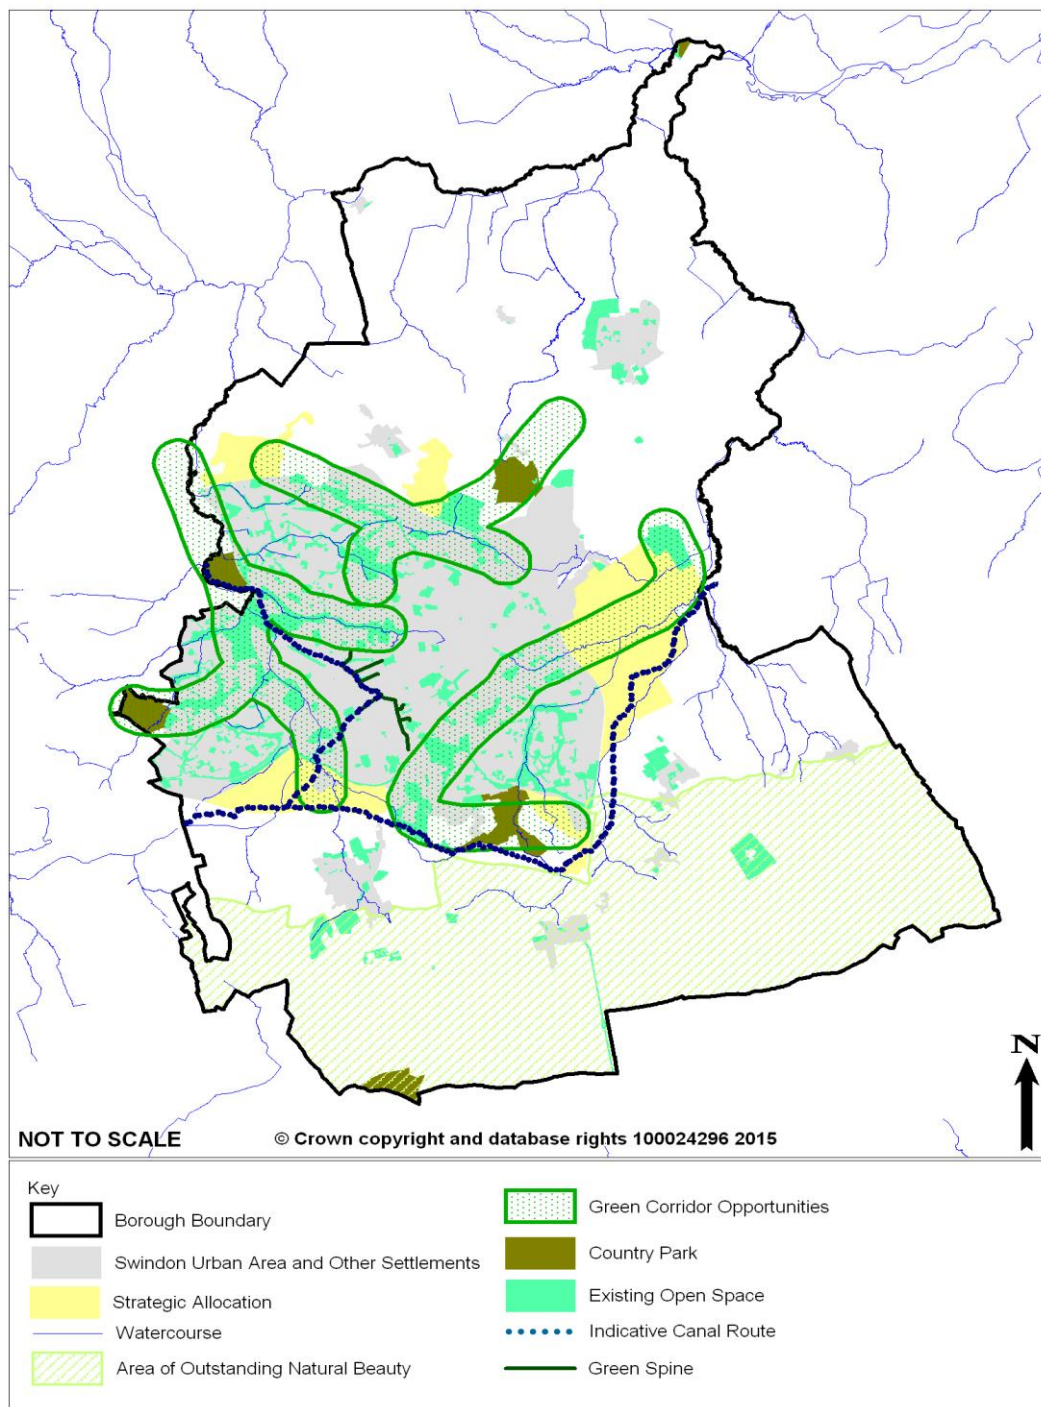 N
NOT TO SCALE
© Crown copyright and database rights 100024296 2015
Key
Borough Boundary
Swindon Urban Area and Other Settlements
Strategic Allocation
Watercourse
Area of Outstanding Natural Beauty
Green Corridor Opportunities
Country Park
Existing Open Space
Indicative Canal Route
Green Spine